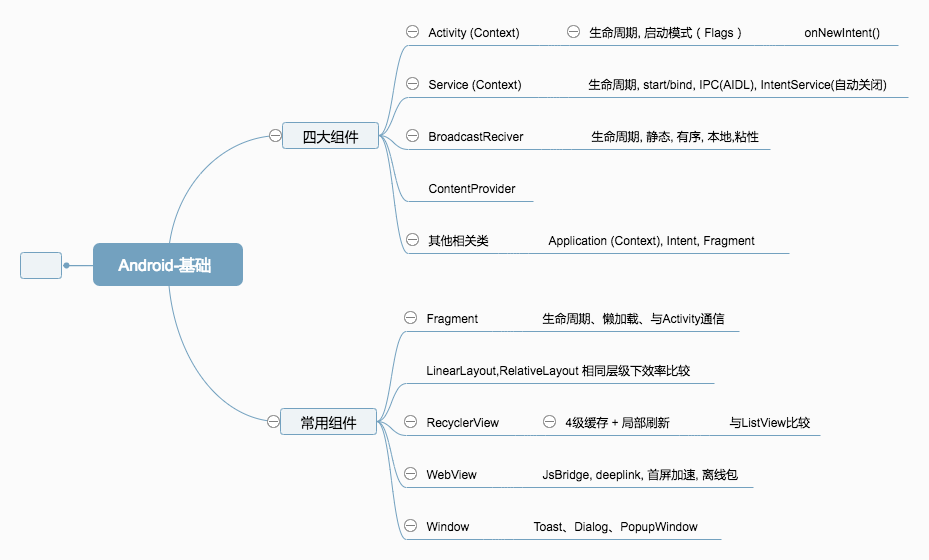 Activity (Context) 生命周期, 启动模式 ( Flags ) onNewIntent()
Service (Context) 生命周期, start/bind, IPC(AIDL), IntentService(自动关闭)
四大组件
BroadcastReciver 生命周期, 静态, 有序, 本地,粘性
ContentProvider
其他相关类 Application (Context), Intent, Fragment
Android-基础
Fragment 生命周期、懒加载、与Activity通信
LinearLayout,RelativeLayout 相同层级下效率比较
常用组件
RecyclerView 4级缓存 + 局部刷新 与ListView比较
WebView JsBridge, deeplink, 首屏加速, 离线包
Window Toast、Dialog、PopupWindow